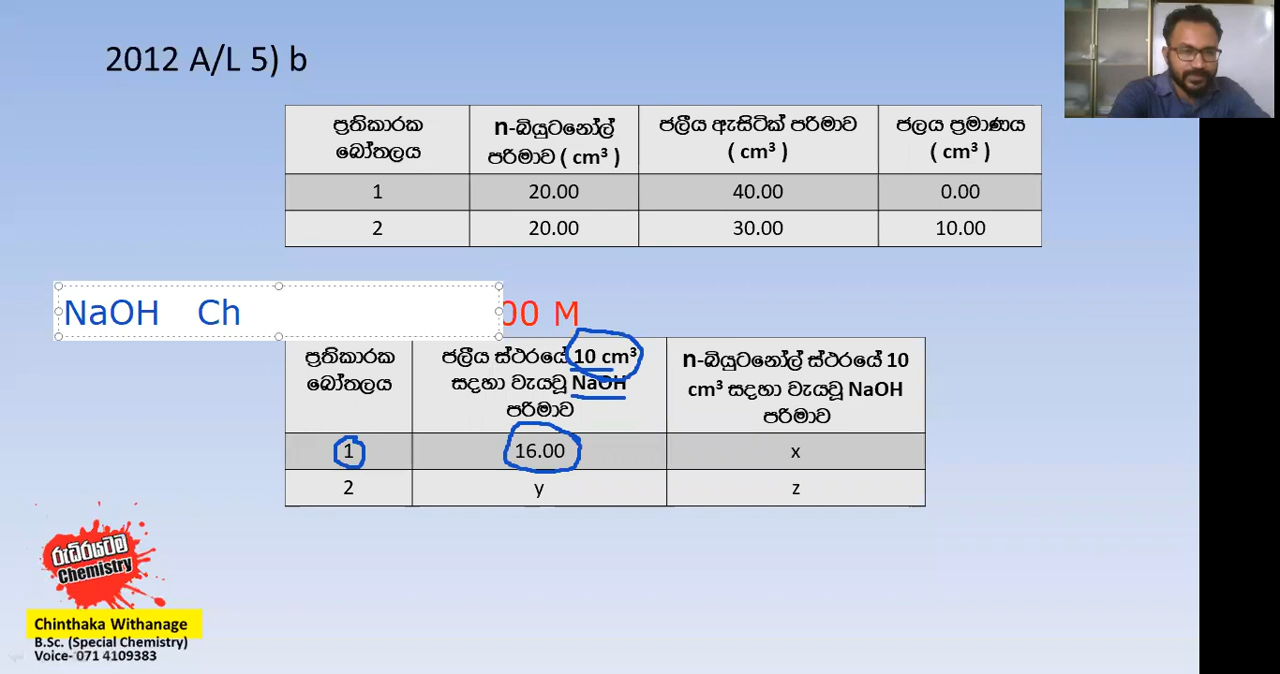 2012 A/L 5) b
ප්‍රතිකාරක
බෝතලය
n-බියුටනෝල්
පරිමාව ( cm³ )
ජලීය ඇසිටික් පරිමාව
( cm³ )
ජලය ප්‍රමාණය
( cm³ )
1 20.00 40.00 0.00
2 20.00 30.00 10.00
NaOH Ch 00 M
ප්‍රතිකාරක
බෝතලය
ජලීය ස්ථරයේ 10 cm³
සදහා වැයවූ NaOH
පරිමාව
n-බියුටනෝල් ස්ථරයේ 10
cm³ සදහා වැයවූ NaOH
පරිමාව
1 16.00 x
2 y z
රුධිරයටම
Chemistry
Chinthaka Withanage
B.Sc. (Special Chemistry)
Voice- 071 4109383